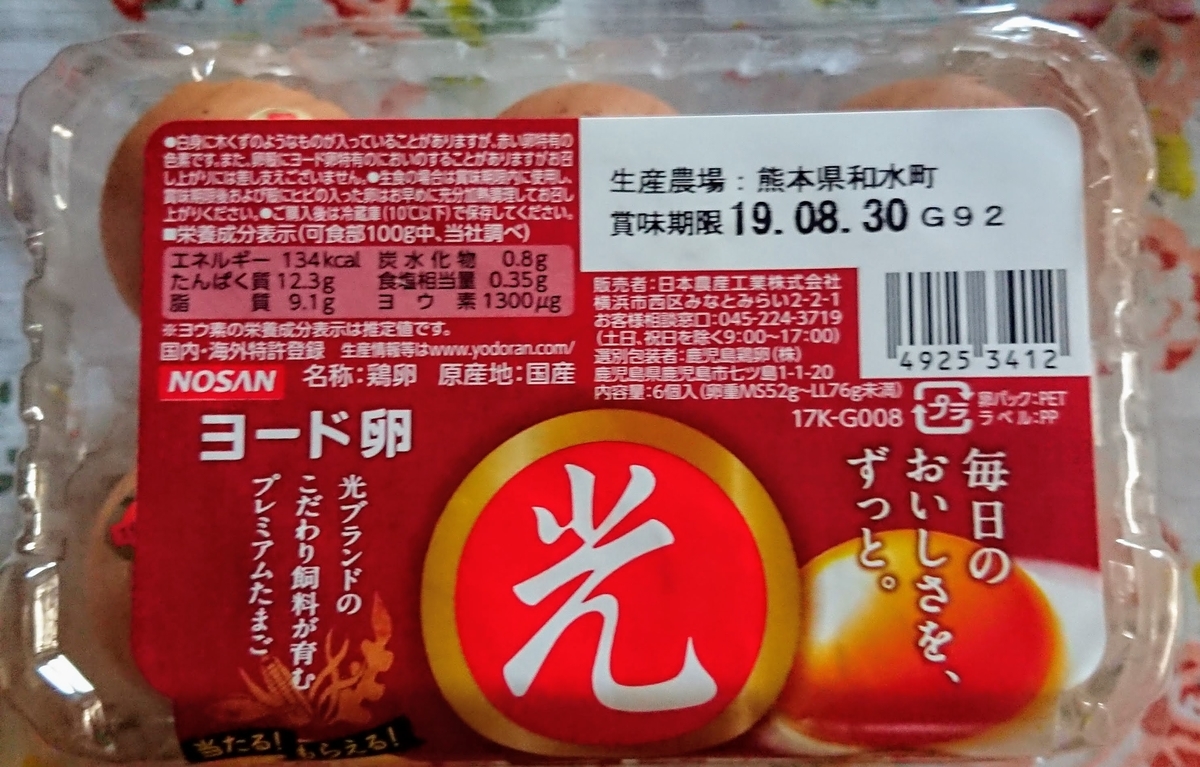 ●白身に木くずのようなものが入っていることがありますが、赤い卵特有の
色素です。また、卵殻にヨード卵特有のにおいのすることがありますがお召
し上がりには差し支えございません。●生食の場合は賞味期限内に使用し、
賞味期限後および殻にヒビの入った卵はお早めに充分加熱調理してお召し
上がりください。●ご購入後は冷蔵庫(10℃以下)で保存してください。
■栄養成分表示(可食部100g中、当社調べ)
エネルギー 134kcal 炭水化物 0.8g
たんぱく質 12.3g 食塩相当量 0.35g
脂質 9.1g ヨウ素 1300μg
※ヨウ素の栄養成分表示は推定値です。
国内・海外特許登録 生産情報等はwww.yodoran.com/
NOSAN 名称:鶏卵 原産地:国産
生産農場:熊本県和水町
賞味期限 19.08.30 G92
販売者:日本農産工業株式会社
横浜市西区みなとみらい2-2-1
お客様相談窓口:045-224-3719
(土日、祝日を除く9:00~17:00)
選別包装者:鹿児島鶏卵(株)
鹿児島県鹿児島市七ツ島1-1-20
内容量:6個入(卵重MS52g~LL76g未満)
17K-G008
4925 3412
プラ
卵パック:PET
ラベル:PP
ヨード卵
光
光ブランドの
こだわり飼料が育む
プレミアムたまご
毎日の
おいしさを、
ずっと。
当たる!
もらえる!